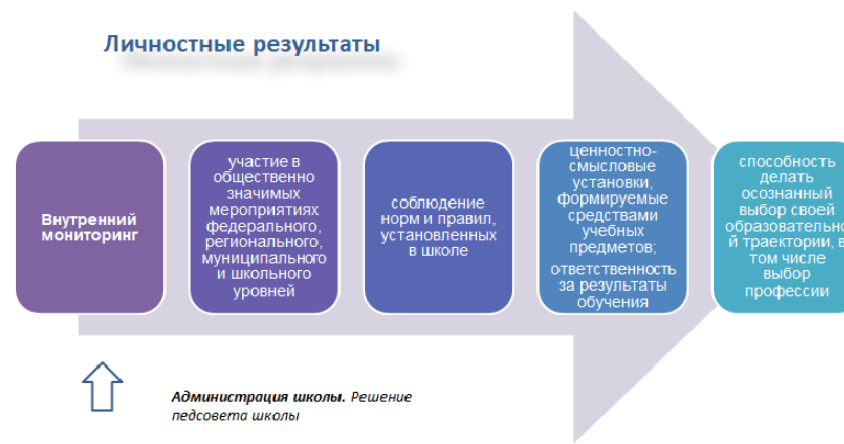 Личностные результаты
Внутренний
мониторинг
участие в
общественно
значимых
мероприятиях
федерального,
регионального,
муниципального
и школьного
уровней
соблюдение
норм и правил,
установленных
в школе
ценностно-
смысловые
установки,
формируемые
средствами
учебных
предметов;
ответственность
за результаты
обучения
способность
делать
осознанный
выбор своей
образовательно
й траектории, в
том числе
выбор
профессии
Администрация школы. Решение
педсовета школы